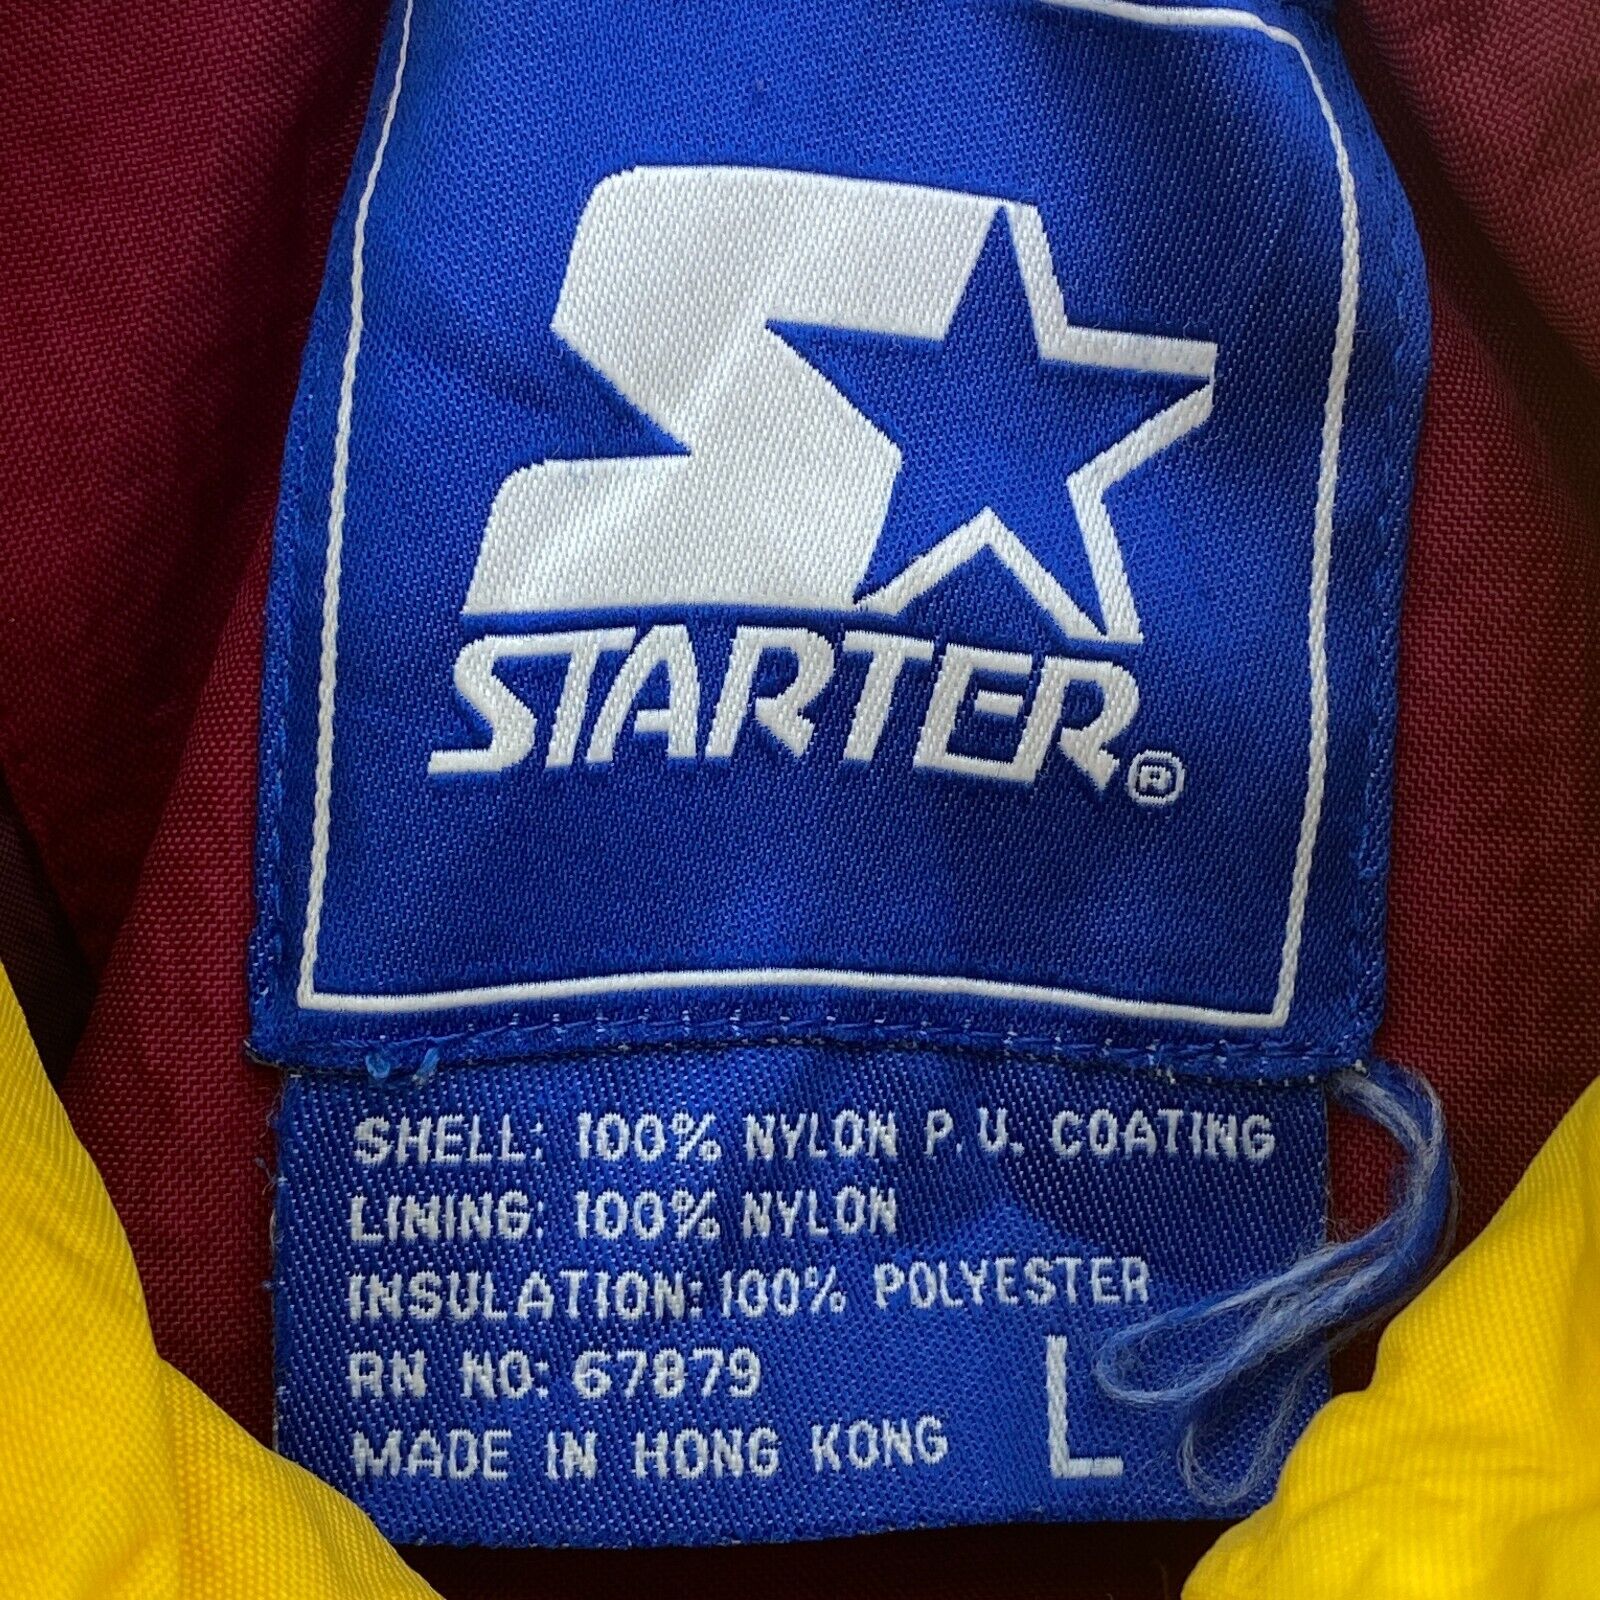 STARTER®
SHELL: 100% NYLON P.U. COATING
LINING: 100% NYLON
INSULATION: 100% POLYESTER
RN NO: 67879
MADE IN HONG KONG L